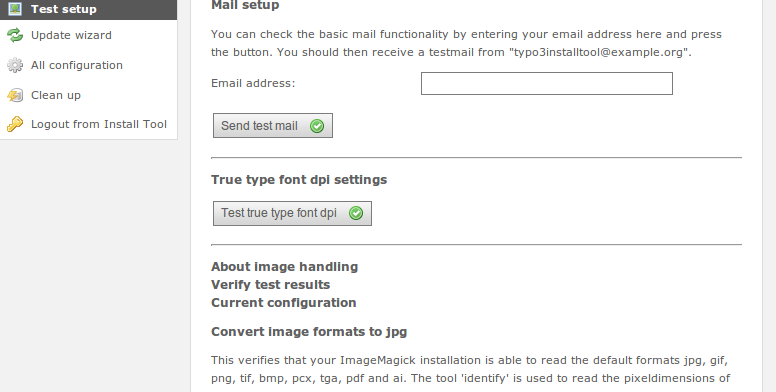 Test setup
Update wizard
All configuration
Clean up
Logout from Install Tool
Mail setup
You can check the basic mail functionality by entering your email address here and press
the button. You should then receive a testmail from "typo3installtool@example.org".
Email address:
Send test mail
True type font dpi settings
Test true type font dpi
About image handling
Verify test results
Current configuration
Convert image formats to jpg
This verifies that your ImageMagick installation is able to read the default formats jpg, gif,
png, tif, bmp, pcx, tga, pdf and ai. The tool 'identify' is used to read the pixeldimensions of